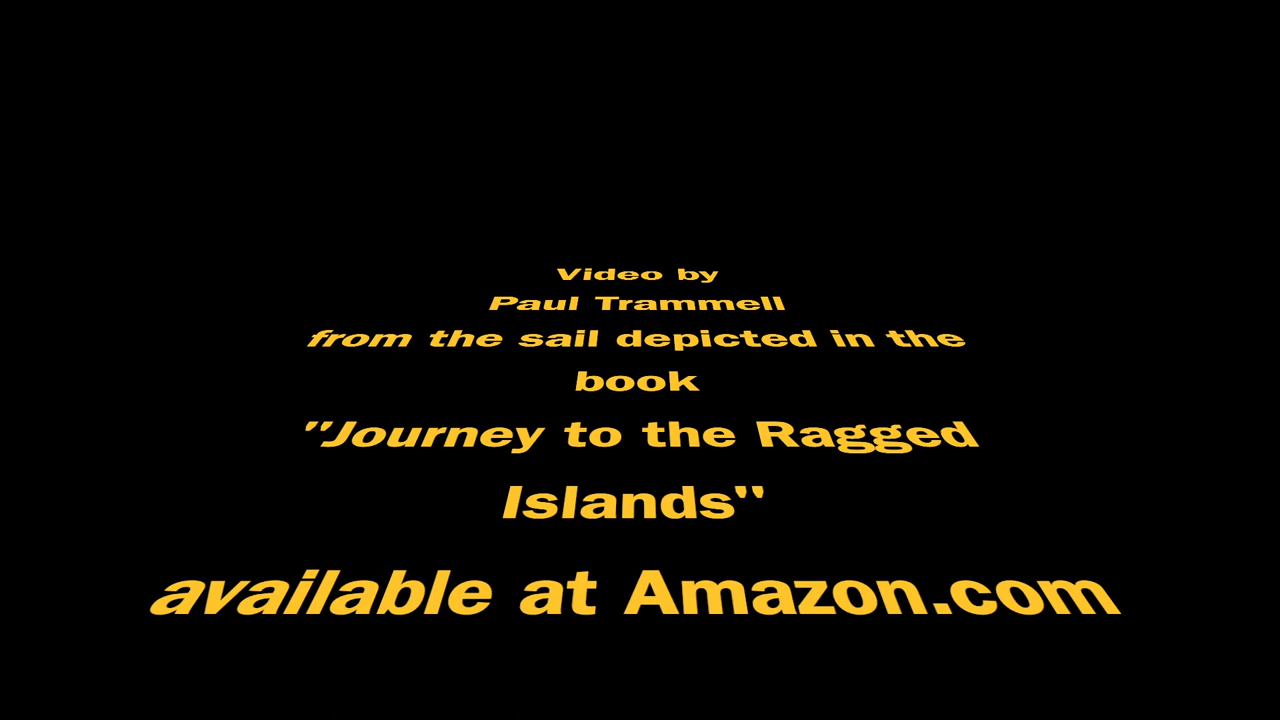 Video by
Paul Trammell
from the sail depicted in the
book
"Journey to the Ragged
Islands"
available at Amazon.com